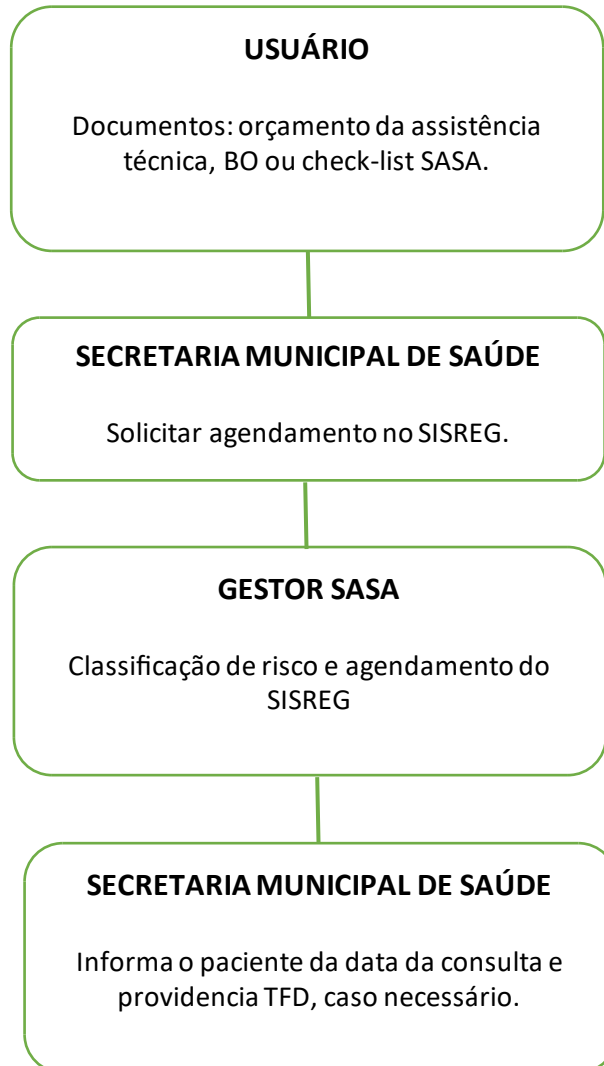 USUÁRIO
Documentos: orçamento da assistência
técnica, BO ou check-list SASA.
SECRETARIA MUNICIPAL DE SAÚDE
Solicitar agendamento no SISREG.
GESTOR SASA
Classificação de risco e agendamento do
SISREG
SECRETARIA MUNICIPAL DE SAÚDE
Informa o paciente da data da consulta e
providencia TFD, caso necessário.